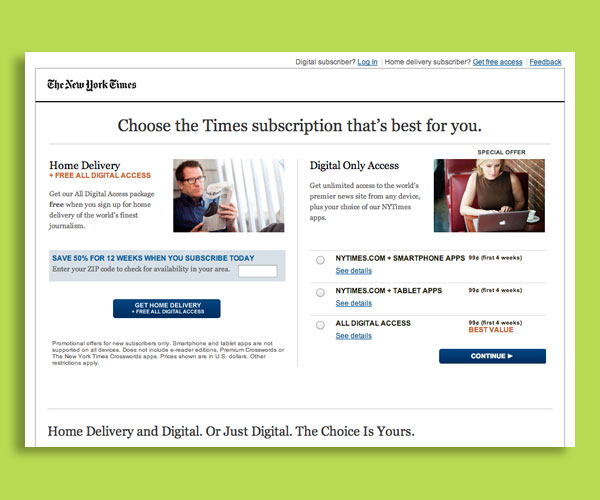 Digital subscriber? Log In Home delivery subscriber? Get free access Feedback
The New York Times
Choose the Times subscription that's best for you.
Home Delivery
+ FREE ALL DIGITAL ACCESS
Get our All Digital Access package
free when you sign up for home
delivery of the world's finest
journalism.
SAVE 50% FOR 12 WEEKS WHEN YOU SUBSCRIBE TODAY
Enter your ZIP code to check for availability in your area.
GET HOME DELIVERY
+ FREE ALL DIGITAL ACCESS
Promotional offers for new subscribers only. Smartphone and tablet apps are not
supported on all devices. Does not include e-reader editions, Premium Crosswords or
The New York Times Crosswords apps. Prices shown are in U.S. dollars. Other
restrictions apply.
SPECIAL OFFER
Digital Only Access
Get unlimited access to the world's
premier news site from any device,
plus your choice of our NYTimes
apps.
NYTIMES.COM + SMARTPHONE APPS 99¢ (first 4 weeks)
See details
NYTIMES.COM + TABLET APPS 99¢ (first 4 weeks)
See details
ALL DIGITAL ACCESS 99¢ (first 4 weeks)
BEST VALUE
See details
CONTINUE ▶
Home Delivery and Digital. Or Just Digital. The Choice Is Yours.